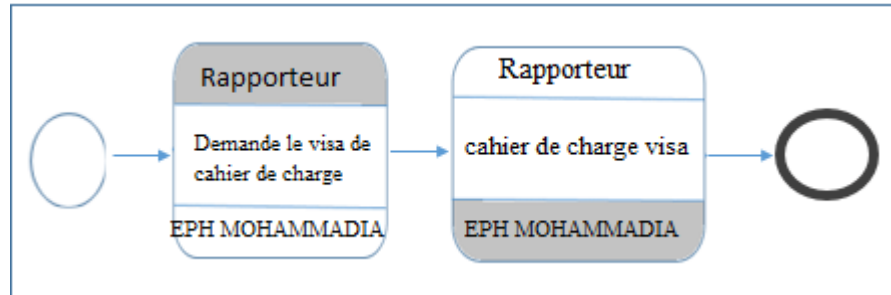 Rapporteur
Demande le visa de
cahier de charge
EPH MOHAMMADIA
Rapporteur
cahier de charge visa
EPH MOHAMMADIA